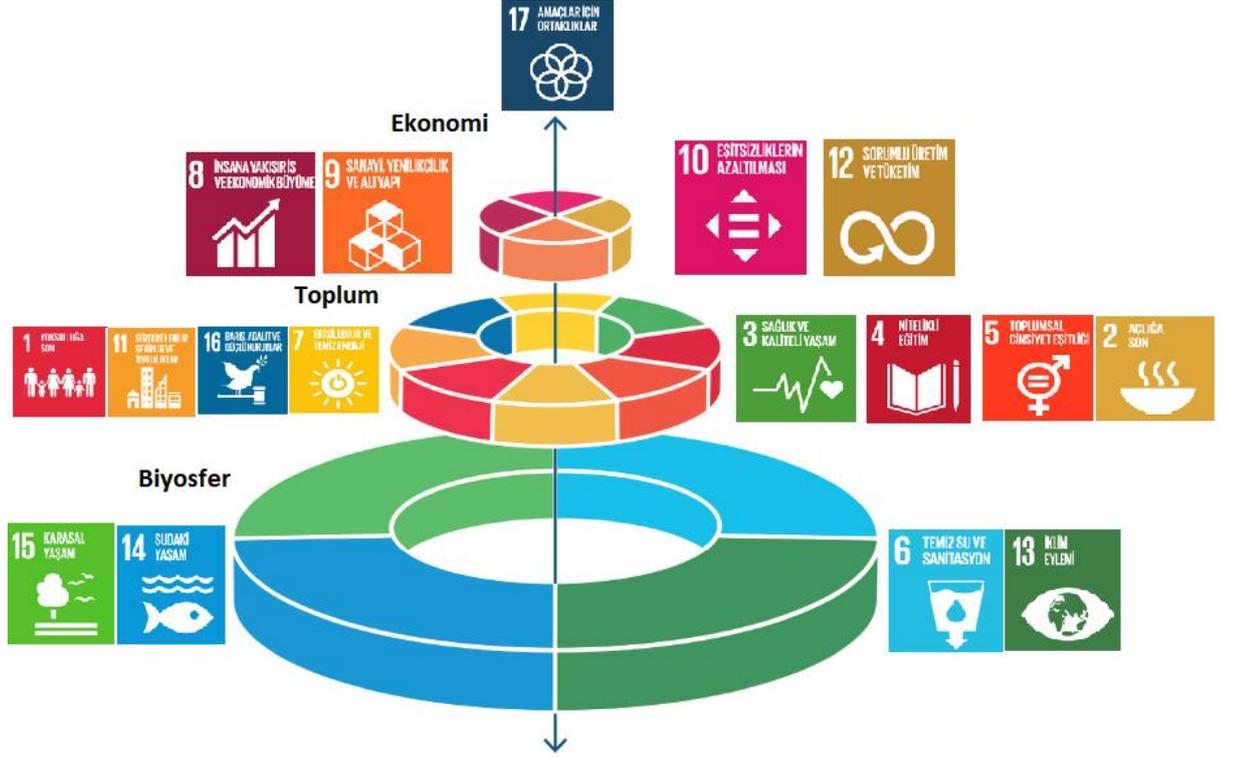 17 AMAÇLAR İÇİN
ORTAKLIKLAR
Ekonomi
8 İNSANA YAKIŞIR İŞ
VE EKONOMİK BÜYÜME
9 SANAYİ, YENİLİKÇİLİK
VE ALTYAPI
10 EŞİTSİZLİKLERİN
AZALTILMASI
12 SORUMLU ÜRETİM
VE TÜKETİM
Toplum
1
SON
11
16 BARIŞ, ADALET VE
7 ERİŞİLEBİLİR VE
TEMİZ ENERJİ
3 SAĞLIK VE
KALİTELİ YAŞAM
4 NİTELİKLİ
EĞİTİM
5 TOPLUMSAL
CİNSİYET EŞİTLİĞİ
2 AÇLIĞA
SON
Biyosfer
15 KARASAL
YAŞAM
14 SUDAKİ
YAŞAM
6 TEMİZ SU VE
SANİTASYON
13 İKLİM
EYLEMİ